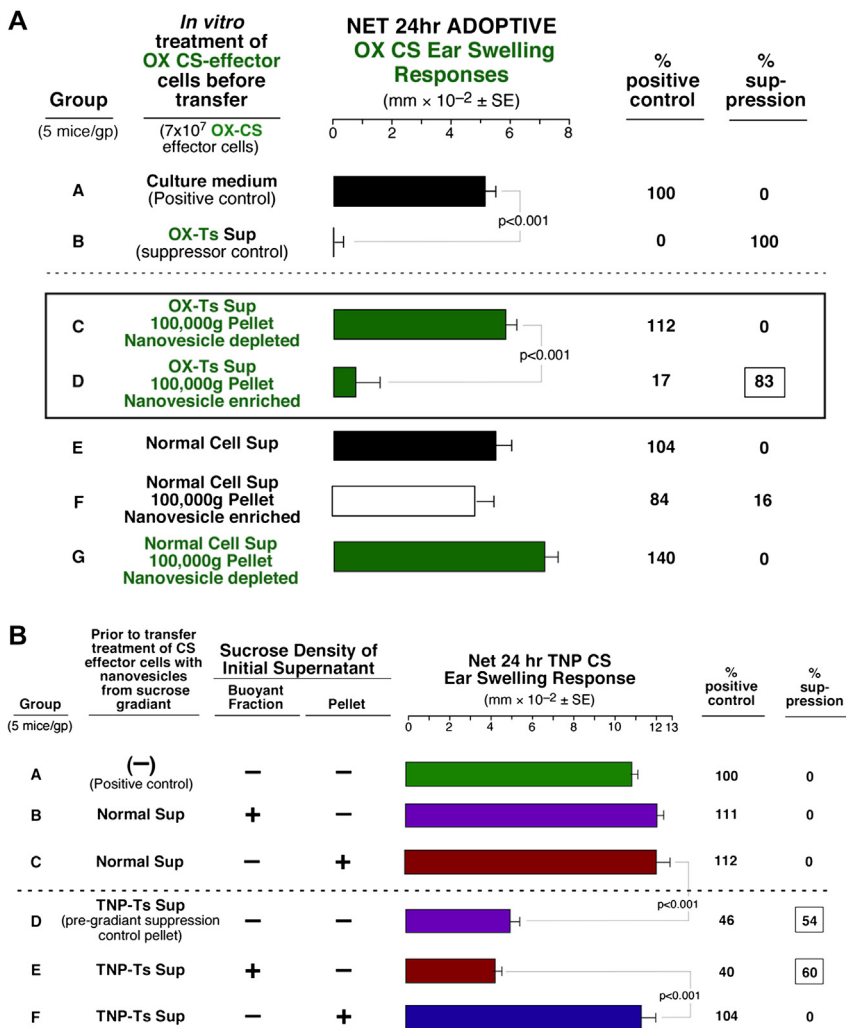 A
In vitro
treatment of
OX CS-effector
cells before
transfer
NET 24hr ADOPTIVE
OX CS Ear Swelling
Responses
(mm × 10–2 ± SE)
%
positive
control
%
sup-
pression
Group
(5 mice/gp)
(7x10⁷ OX-CS
effector cells)
0 2 4 6 8
A Culture medium 100 0
(Positive control)
p<0.001
B OX-Ts Sup 0 100
(suppressor control)
OX-Ts Sup
C 100,000g Pellet 112 0
Nanovesicle depleted
p<0.001
OX-Ts Sup
D 100,000g Pellet 17 83
Nanovesicle enriched
E Normal Cell Sup 104 0
Normal Cell Sup
F 100,000g Pellet 84 16
Nanovesicle enriched
Normal Cell Sup
G 100,000g Pellet 140 0
Nanovesicle depleted
B
Prior to transfer
treatment of CS
effector cells with
nanovesicles
from sucrose
gradiant
Sucrose Density of
Initial Supernatant
Buoyant
Fraction
Pellet
Net 24 hr TNP CS
Ear Swelling Response
(mm × 10–2 ± SE)
%
positive
control
%
sup-
pression
Group
(5 mice/gp)
0 2 4 6 8 10 12 13
A (–) – – 100 0
(Positive control)
B Normal Sup + – 111 0
C Normal Sup – + 112 0
p<0.001
TNP-Ts Sup
D (pre-gradiant suppression – – 46 54
control pellet)
E TNP-Ts Sup + – 40 60
p<0.001
F TNP-Ts Sup – + 104 0